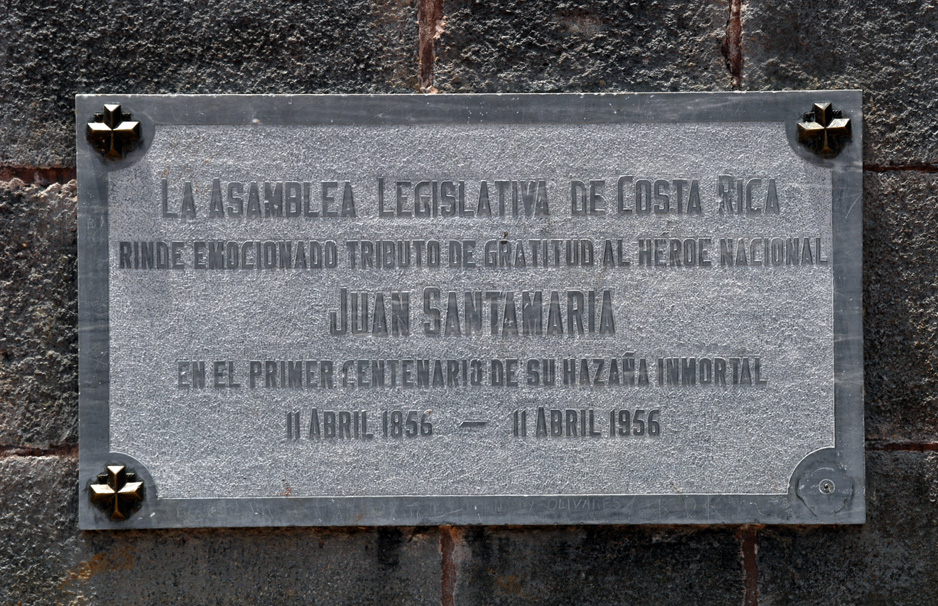 LA ASAMBLEA LEGISLATIVA DE COSTA RICA
RINDE EMOCIONADO TRIBUTO DE GRATITUD AL HÉROE NACIONAL
JUAN SANTAMARIA
EN EL PRIMER CENTENARIO DE SU HAZAÑA INMORTAL
11 ABRIL 1856 — 11 ABRIL 1956